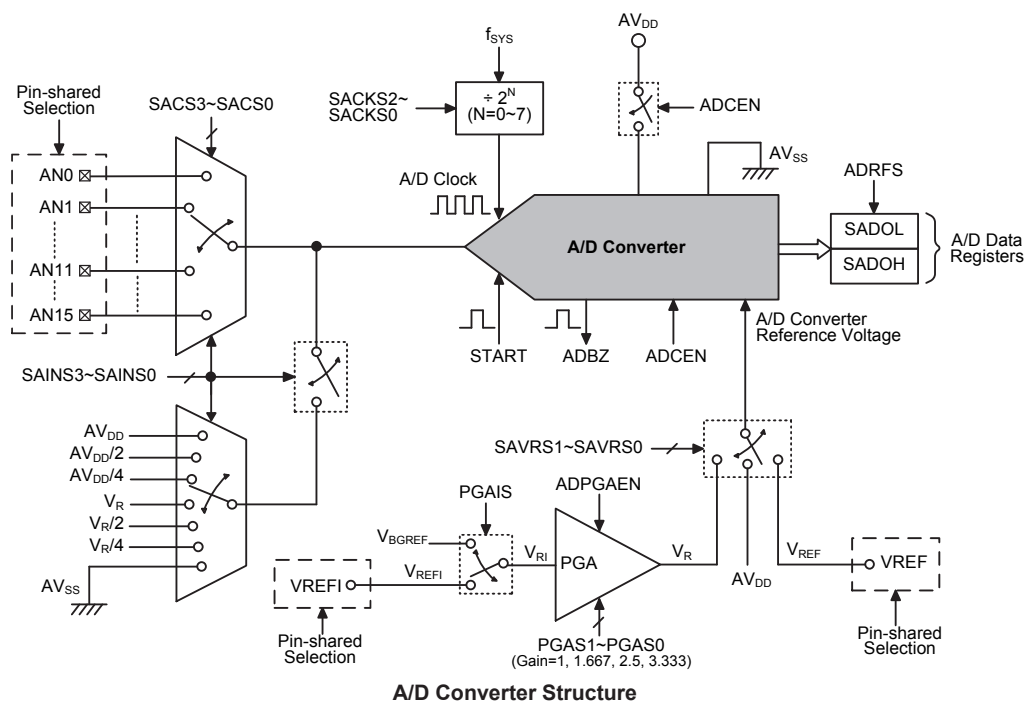 AVDD
fSYS
Pin-shared
Selection
SACS3~SACS0
SACKS2~
SACKS0
÷ 2N
(N=0~7)
ADCEN
AVSS
A/D Clock
ADRFS
AN0
AN1
AN11
AN15
A/D Converter
SADOL
SADOH
A/D Data
Registers
A/D Converter
Reference Voltage
START
ADBZ
ADCEN
SAINS3~SAINS0
AVDD
AVDD/2
AVDD/4
VR
VR/2
VR/4
AVSS
SAVRS1~SAVRS0
PGAIS
ADPGAEN
VBGREF
VREFI
VRI
PGA
VR
AVDD
VREF
VREF
VREFI
Pin-shared
Selection
PGAS1~PGAS0
(Gain=1, 1.667, 2.5, 3.333)
Pin-shared
Selection
A/D Converter Structure